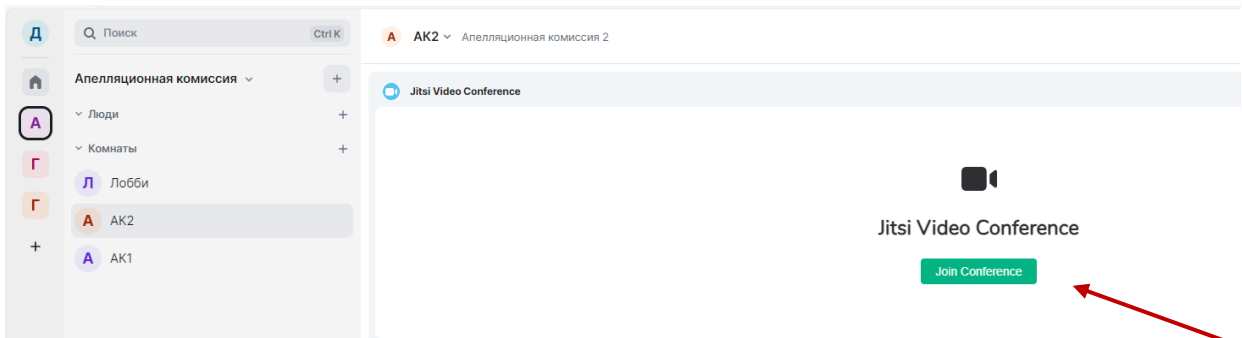 Д
А
Г
Г
+
Поиск
Ctrl K
Апелляционная комиссия
+
Люди
+
Комнаты
+
Л Лобби
А АК2
А АК1
А АК2 Апелляционная комиссия 2
Jitsi Video Conference
Jitsi Video Conference
Join Conference